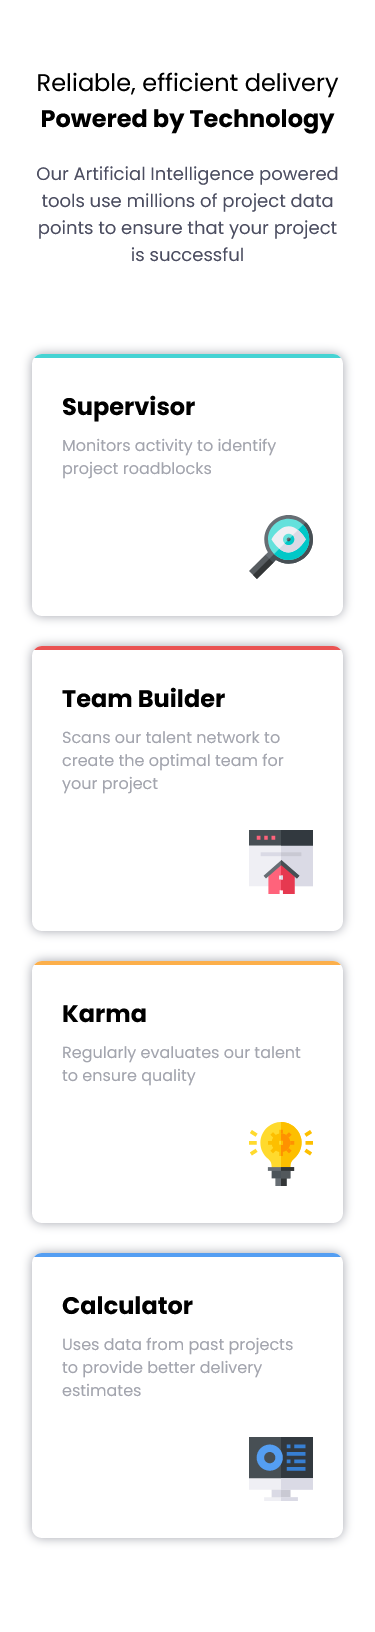 Reliable, efficient delivery
Powered by Technology
Our Artificial Intelligence powered
tools use millions of project data
points to ensure that your project
is successful
Supervisor
Monitors activity to identify
project roadblocks
Team Builder
Scans our talent network to
create the optimal team for
your project
Karma
Regularly evaluates our talent
to ensure quality
Calculator
Uses data from past projects
to provide better delivery
estimates